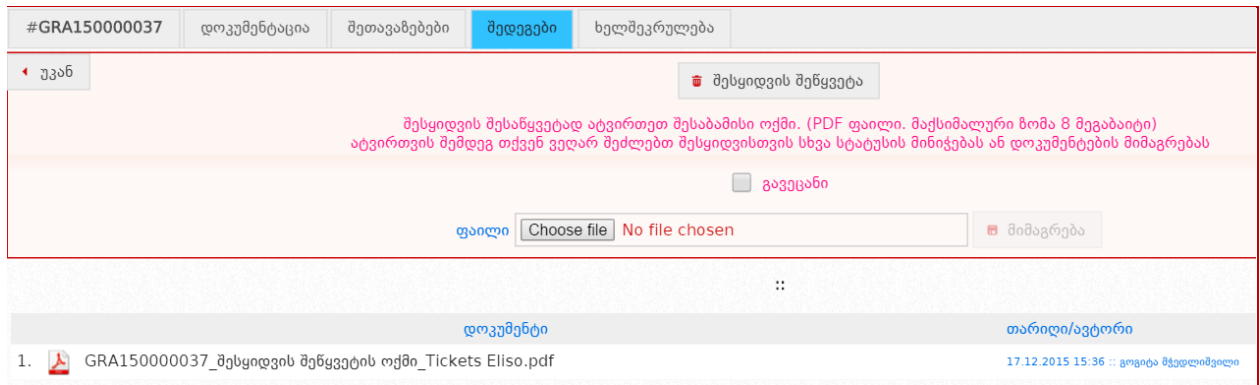 #GRA150000037 დოკუმენტაცია შეთავაზებები შედეგები ხელშეკრულება
უკან
შესყიდვის შეწყვეტა
შესყიდვის შესაწყვეტად ატვირთეთ შესაბამისი ოქმი. (PDF ფაილი. მაქსიმალური ზომა 8 მეგაბაიტი)
ატვირთვის შემდეგ თქვენ ვეღარ შეძლებთ შესყიდვისთვის სხვა სტატუსის მინიჭებას ან დოკუმენტების მიმაგრებას
გავეცანი
ფაილი Choose file No file chosen მიმაგრება
::
დოკუმენტი თარიღი/ავტორი
1. GRA150000037_შესყიდვის შეწყვეტის ოქმი_Tickets Eliso.pdf 17.12.2015 15:36 :: გოგიტა მჭედლიშვილი